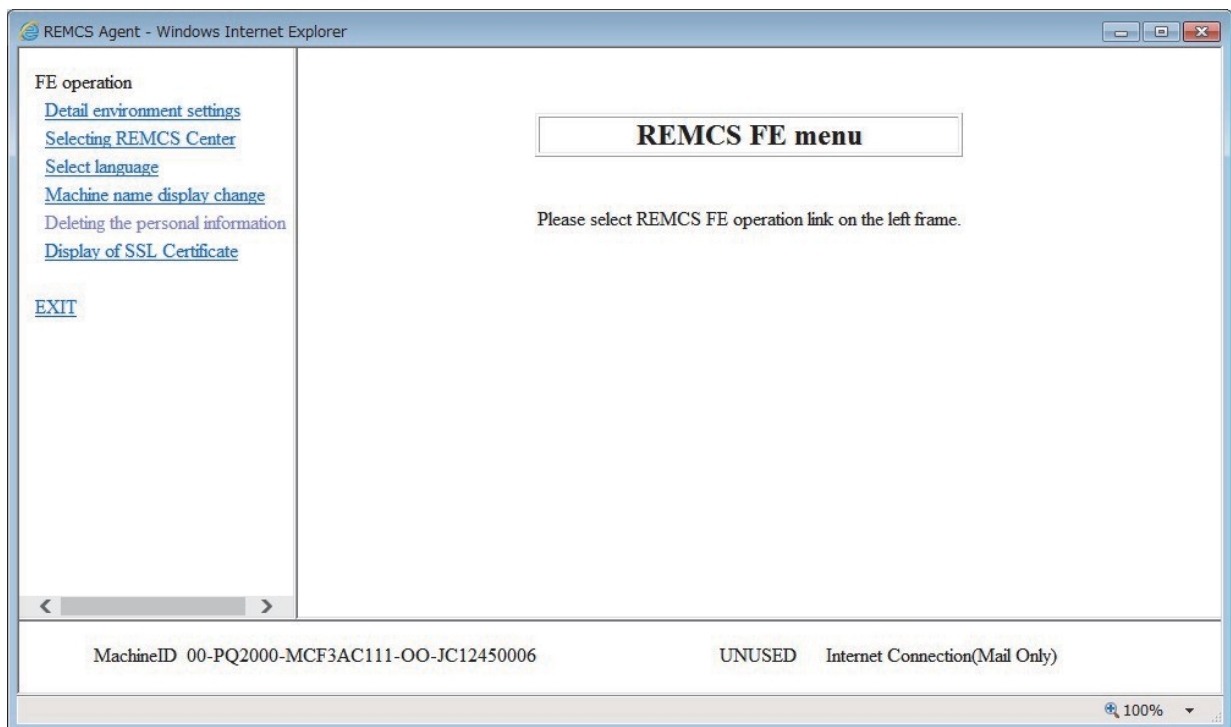 REMCS Agent - Windows Internet Explorer
FE operation
Detail environment settings
Selecting REMCS Center
Select language
Machine name display change
Deleting the personal information
Display of SSL Certificate
EXIT
REMCS FE menu
Please select REMCS FE operation link on the left frame.
MachineID 00-PQ2000-MCF3AC111-OO-JC12450006 UNUSED Internet Connection(Mail Only)
100%